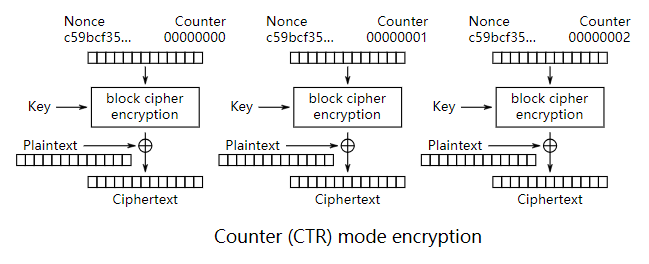 Nonce Counter Nonce Counter Nonce Counter
c59bcf35... 00000000 c59bcf35... 00000001 c59bcf35... 00000002
Key block cipher encryption Key block cipher encryption Key block cipher encryption
Plaintext Plaintext Plaintext
Ciphertext Ciphertext Ciphertext
Counter (CTR) mode encryption